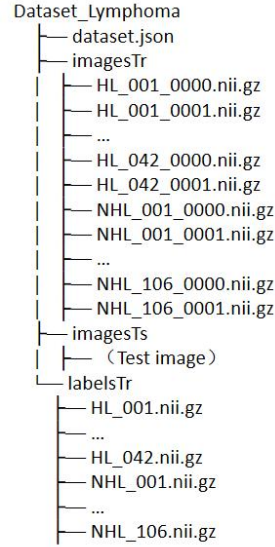 Dataset_Lymphoma
dataset.json
imagesTr
HL_001_0000.nii.gz
HL_001_0001.nii.gz
...
HL_042_0000.nii.gz
HL_042_0001.nii.gz
NHL_001_0000.nii.gz
NHL_001_0001.nii.gz
...
NHL_106_0000.nii.gz
NHL_106_0001.nii.gz
imagesTs
（Test image）
labelsTr
HL_001.nii.gz
...
HL_042.nii.gz
NHL_001.nii.gz
...
NHL_106.nii.gz